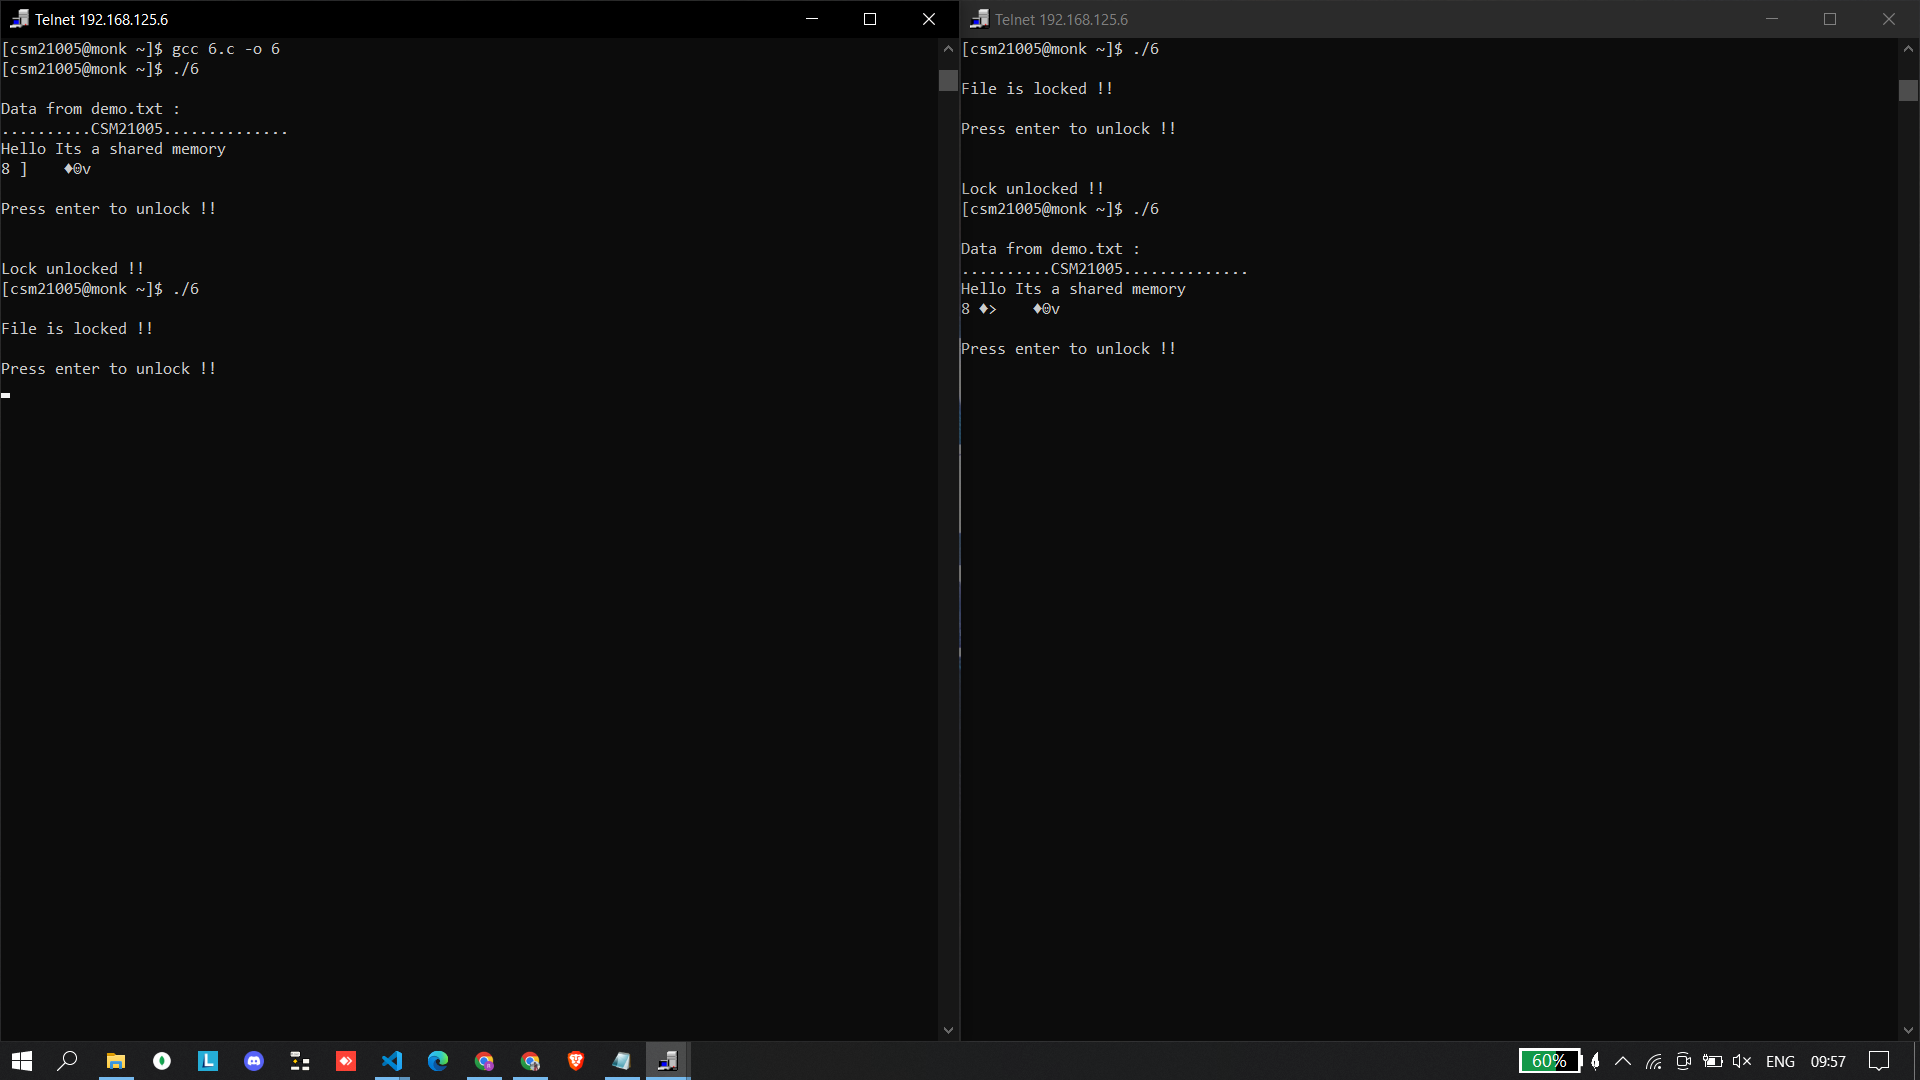 Telnet 192.168.125.6
[csm21005@monk ~]$ gcc 6.c -o 6
[csm21005@monk ~]$ ./6
Data from demo.txt :
..........CSM21005..............
Hello Its a shared memory
8 ]    ♦☺v
Press enter to unlock !!
Lock unlocked !!
[csm21005@monk ~]$ ./6
File is locked !!
Press enter to unlock !!
Telnet 192.168.125.6
[csm21005@monk ~]$ ./6
File is locked !!
Press enter to unlock !!
Lock unlocked !!
[csm21005@monk ~]$ ./6
Data from demo.txt :
..........CSM21005..............
Hello Its a shared memory
8 ♦>    ♦☺v
Press enter to unlock !!
L
60%
ENG
09:57